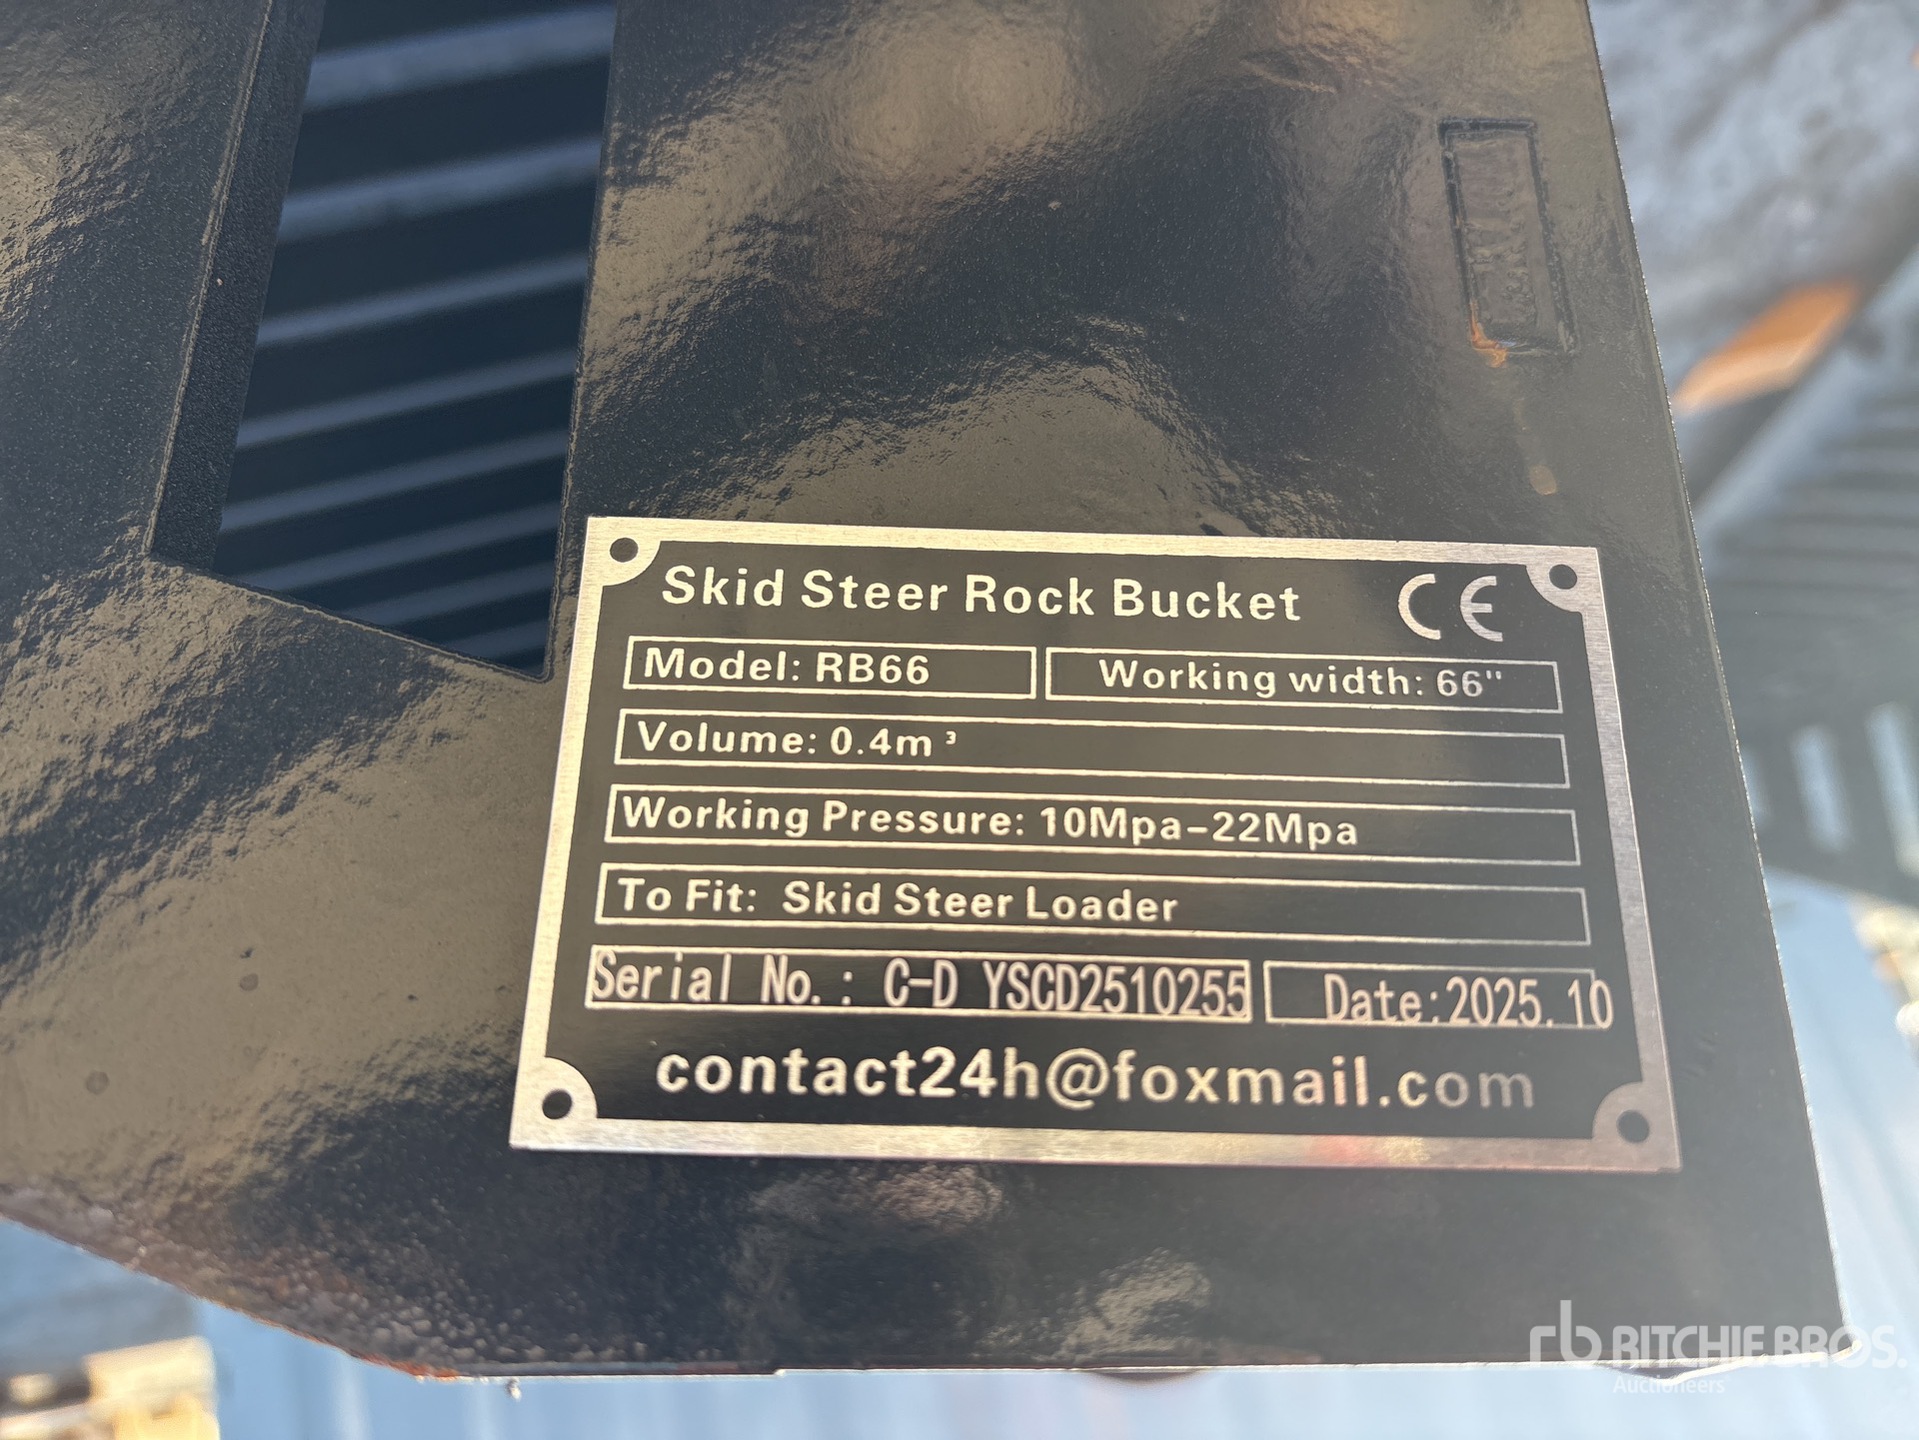 Skid Steer Rock Bucket CE
Model: RB66 Working width: 66"
Volume: 0.4m³
Working Pressure: 10Mpa-22Mpa
To Fit: Skid Steer Loader
Serial No.: C-D YSCD2510255 Date:2025.10
contact24h@foxmail.com
rb RITCHIE BROS.
Auctioneers